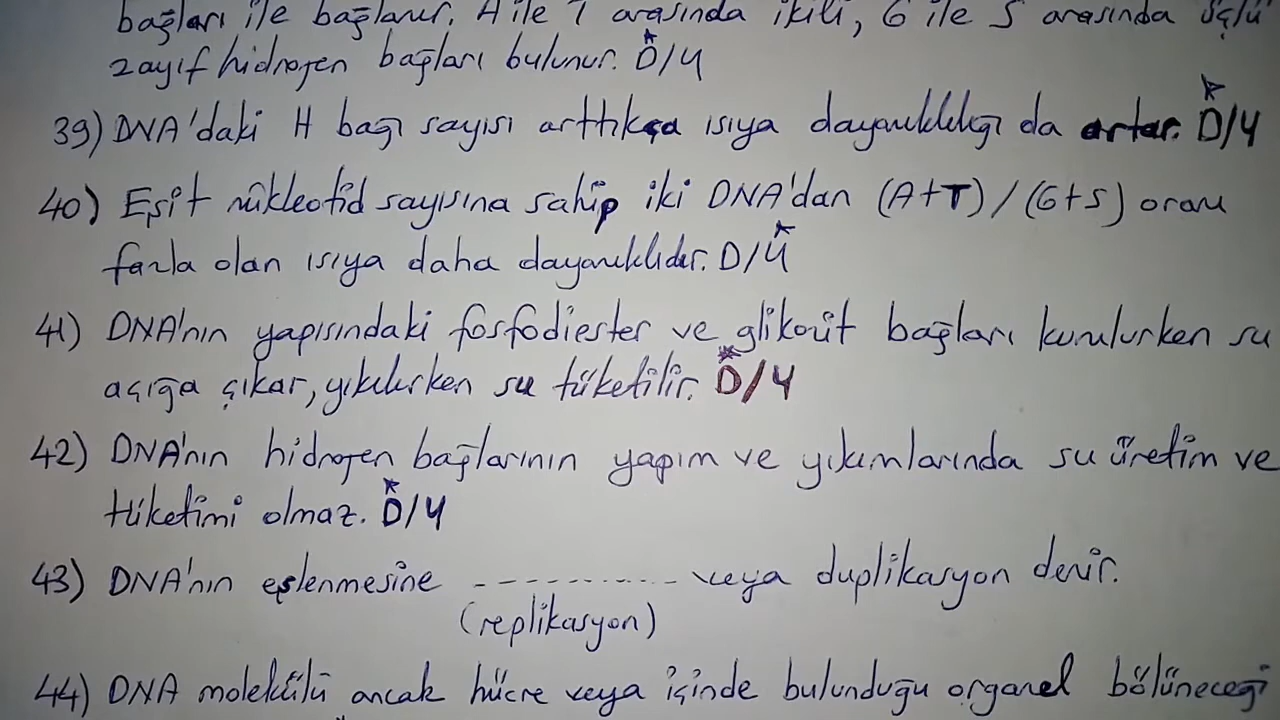 bağları ile bağlanır. A ile T arasında ikili, G ile S arasında üçlü
zayıf hidrojen bağları bulunur. D/Y
39) DNA'daki H bağı sayısı arttıkça ısıya dayanıklılığı da artar. D/Y
40) Eşit nükleotid sayısına sahip iki DNA'dan (A+T)/(G+S) oranı
fazla olan ısıya daha dayanıklıdır. D/Y
41) DNA'nın yapısındaki fosfodiester ve glikozit bağları kurulurken su
açığa çıkar, yıkılırken su tüketilir. D/Y
42) DNA'nın hidrojen bağlarının yapım ve yıkımlarında su üretim ve
tüketimi olmaz. D/Y
43) DNA'nın eşlenmesine ---------- veya duplikasyon denir.
(replikasyon)
44) DNA molekülü ancak hücre veya içinde bulunduğu organel bölüneceği